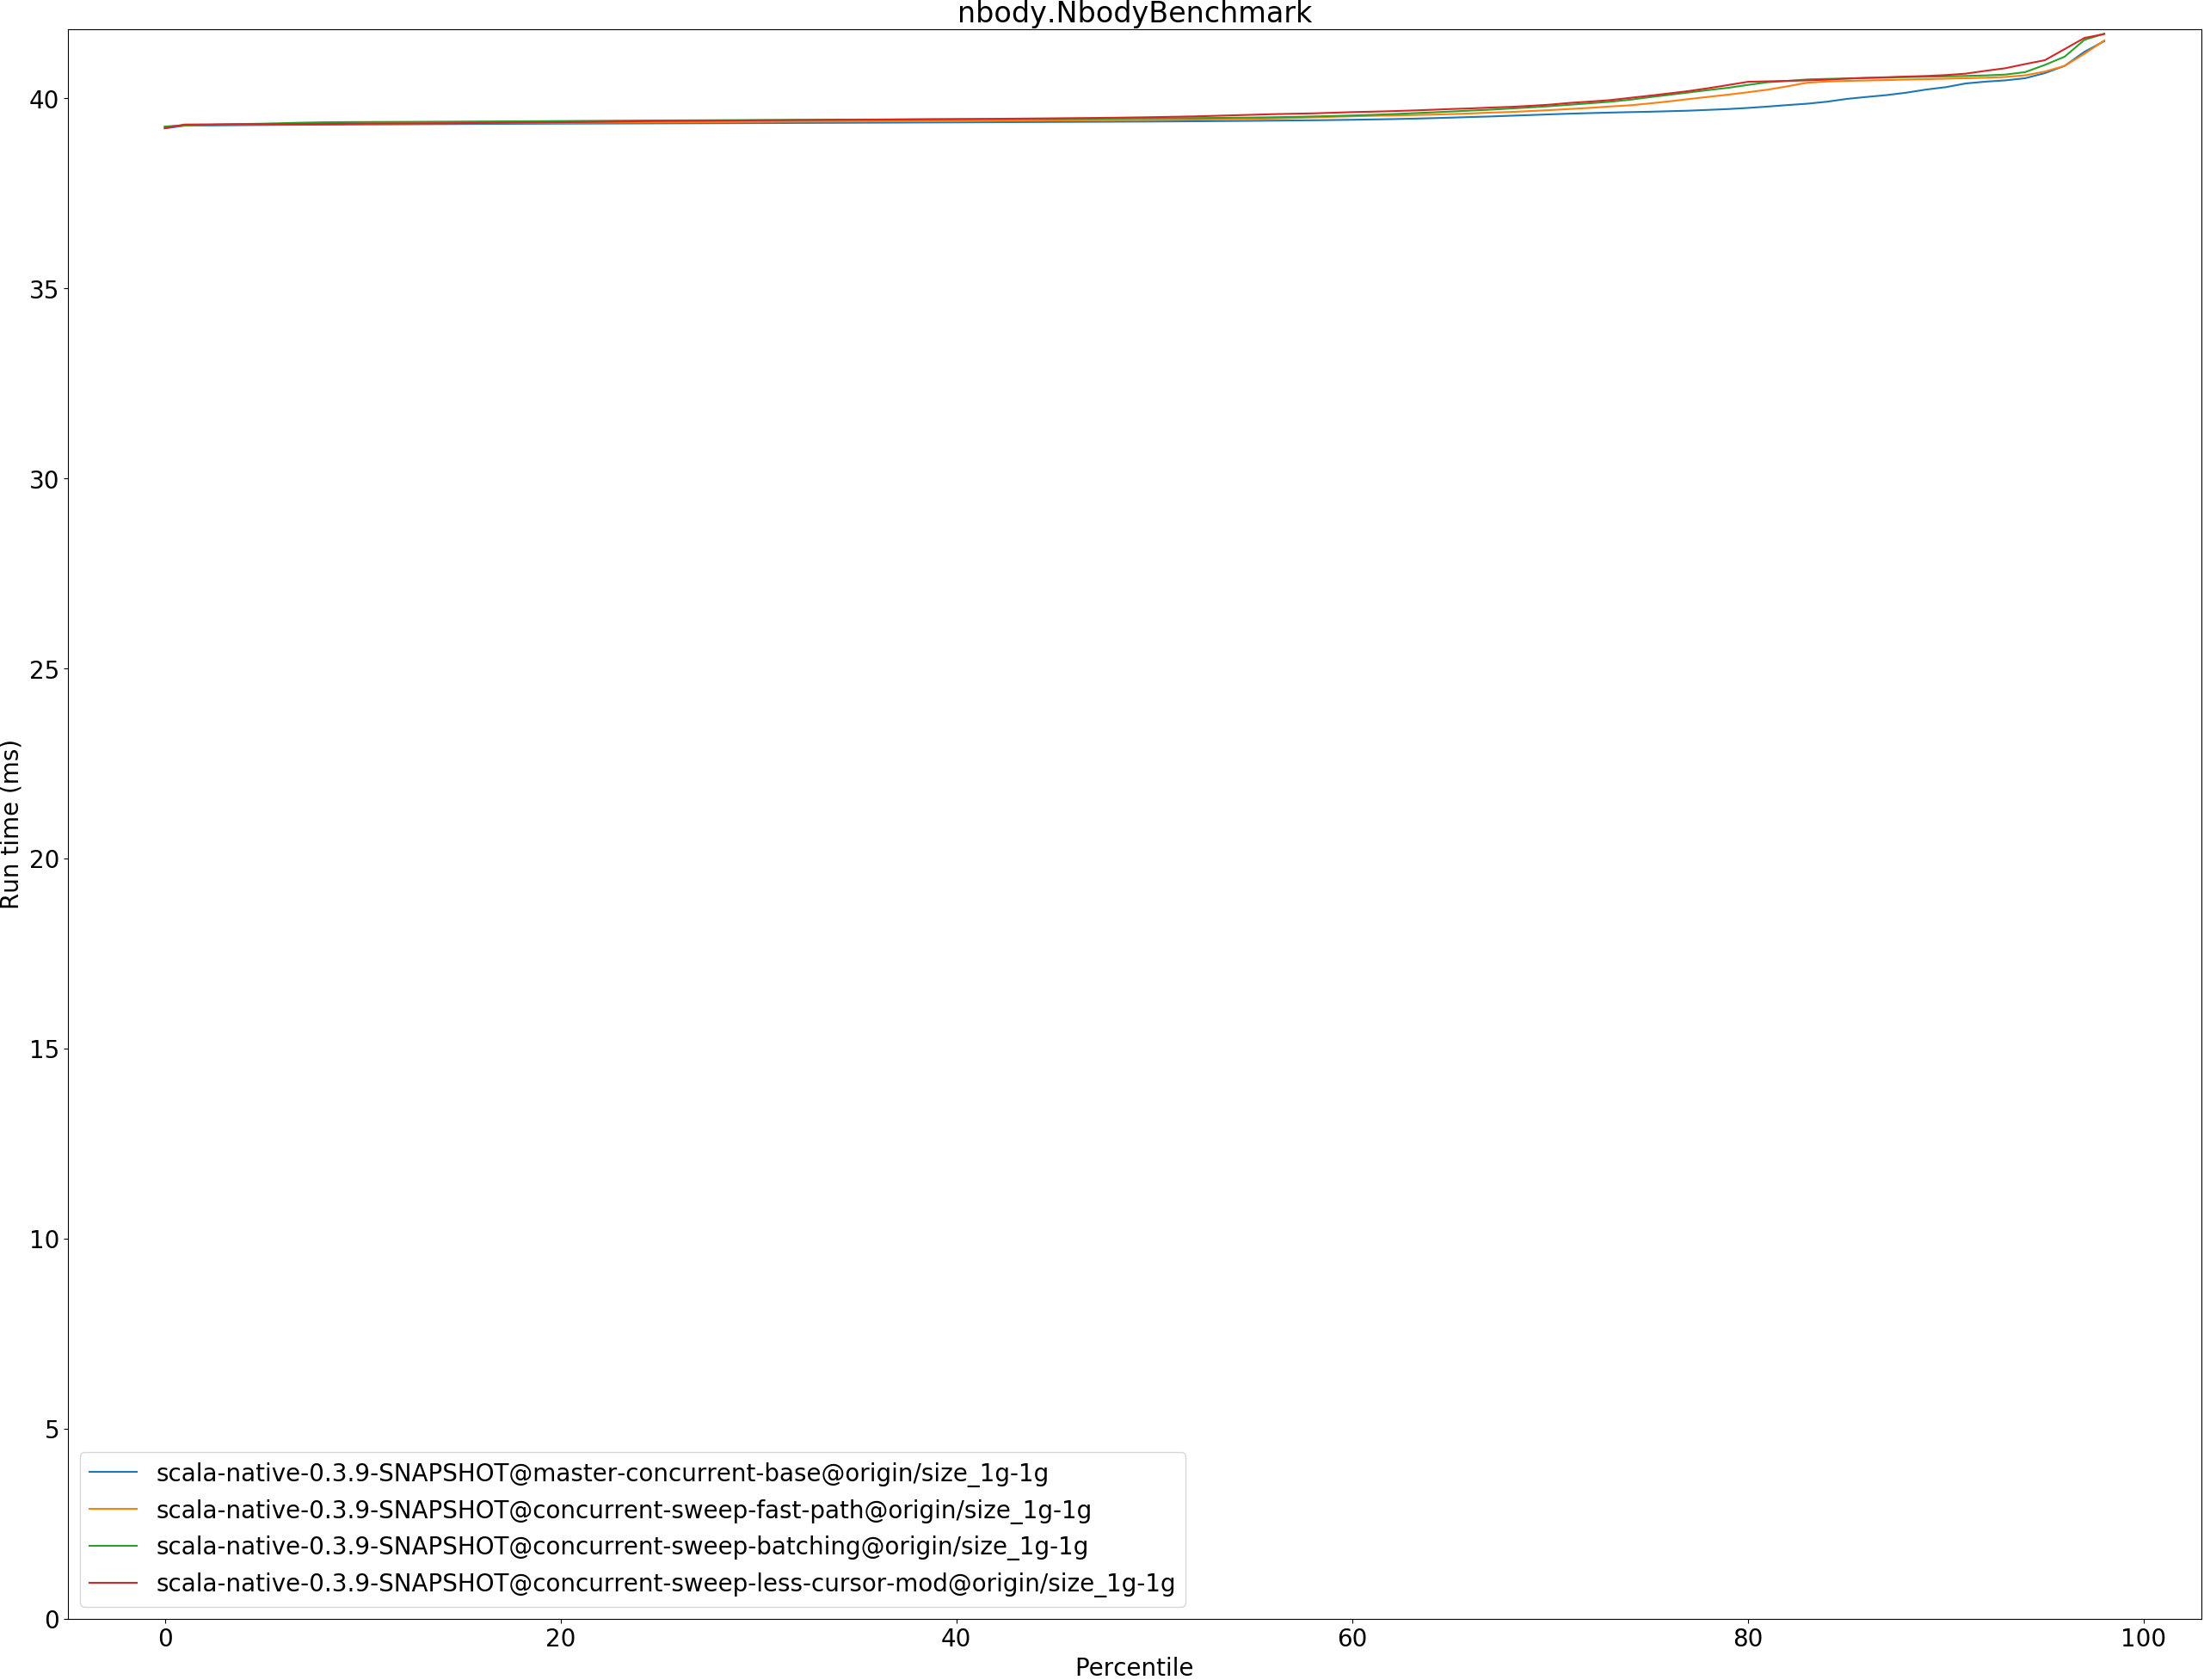 nbody.NbodyBenchmark
Run time (ms)
40
35
30
25
20
15
10
5
0
scala-native-0.3.9-SNAPSHOT@master-concurrent-base@origin/size_1g-1g
scala-native-0.3.9-SNAPSHOT@concurrent-sweep-fast-path@origin/size_1g-1g
scala-native-0.3.9-SNAPSHOT@concurrent-sweep-batching@origin/size_1g-1g
scala-native-0.3.9-SNAPSHOT@concurrent-sweep-less-cursor-mod@origin/size_1g-1g
0 20 40 60 80 100
Percentile